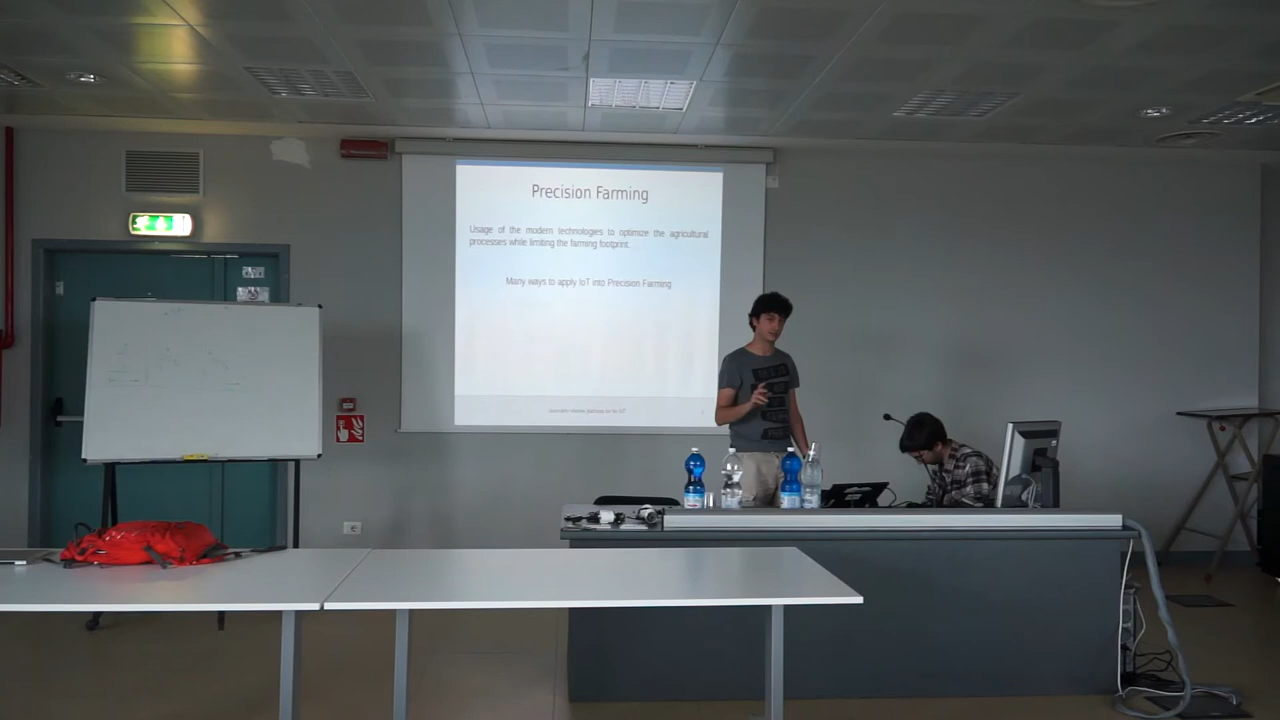 Precision Farming
Usage of the modern technologies to optimize the agricultural
processes while limiting the farming footprint.
Many ways to apply IoT into Precision Farming